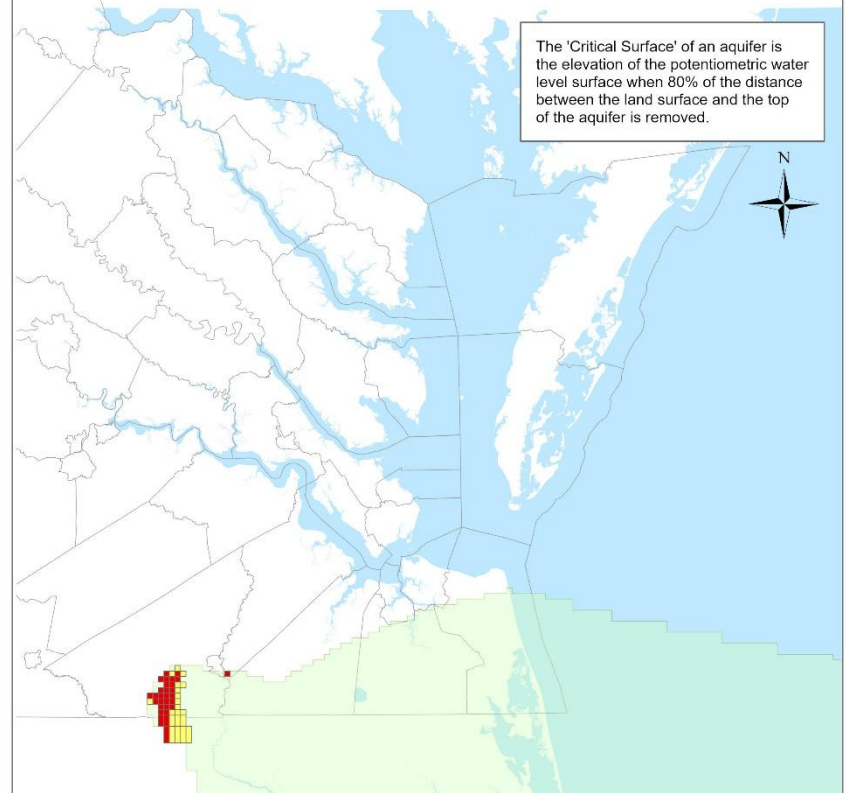 The 'Critical Surface' of an aquifer is
the elevation of the potentiometric water
level surface when 80% of the distance
between the land surface and the top
of the aquifer is removed.
N